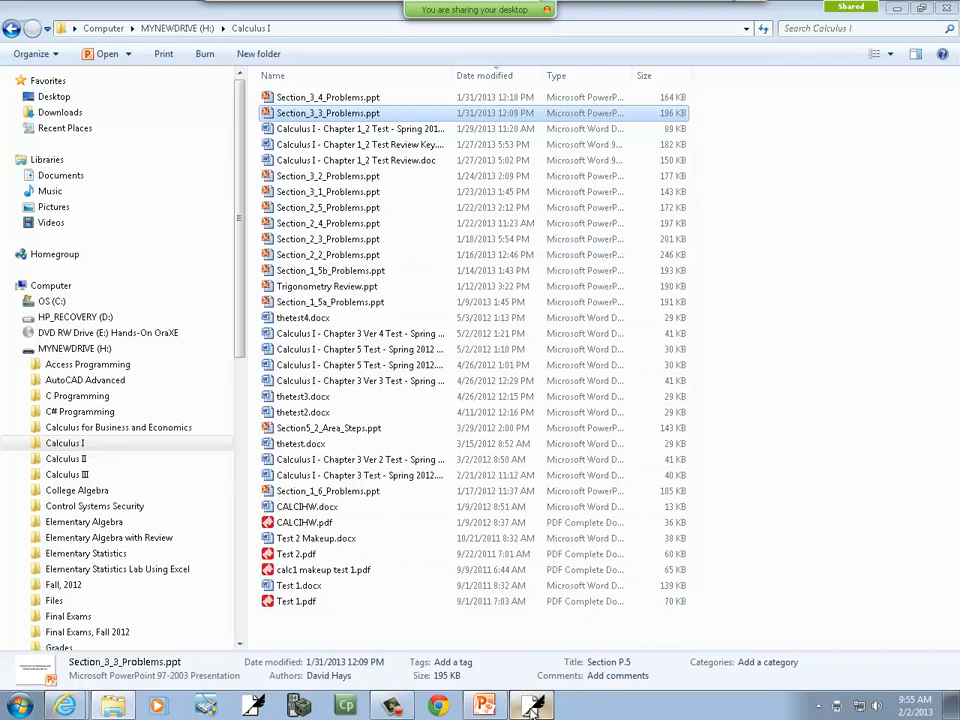 You are sharing your desktop
Shared
Computer MYNEWDRIVE (H:) Calculus I
Search Calculus I
Organize Open Print Burn New folder
Favorites
Desktop
Downloads
Recent Places
Libraries
Documents
Music
Pictures
Videos
Homegroup
Computer
OS (C:)
HP_RECOVERY (D:)
DVD RW Drive (E:) Hands-On OraXE
MYNEWDRIVE (H:)
Access Programming
AutoCAD Advanced
C Programming
C# Programming
Calculus for Business and Economics
Calculus I
Calculus II
Calculus III
College Algebra
Control Systems Security
Elementary Algebra
Elementary Algebra with Review
Elementary Statistics
Elementary Statistics Lab Using Excel
Fall, 2012
Files
Final Exams
Final Exams, Fall 2012
Grades
Name Date modified Type Size
Section_3_4_Problems.ppt 1/31/2013 12:18 PM Microsoft PowerP... 164 KB
Section_3_3_Problems.ppt 1/31/2013 12:09 PM Microsoft PowerP... 196 KB
Calculus I - Chapter 1_2 Test - Spring 201... 1/29/2013 11:20 AM Microsoft Word D... 89 KB
Calculus I - Chapter 1_2 Test Review Key.... 1/27/2013 5:53 PM Microsoft Word 9... 182 KB
Calculus I - Chapter 1_2 Test Review.doc 1/27/2013 5:02 PM Microsoft Word 9... 150 KB
Section_3_2_Problems.ppt 1/24/2013 2:09 PM Microsoft PowerP... 177 KB
Section_3_1_Problems.ppt 1/23/2013 1:45 PM Microsoft PowerP... 143 KB
Section_2_5_Problems.ppt 1/22/2013 2:12 PM Microsoft PowerP... 172 KB
Section_2_4_Problems.ppt 1/22/2013 11:23 AM Microsoft PowerP... 197 KB
Section_2_3_Problems.ppt 1/18/2013 5:54 PM Microsoft PowerP... 201 KB
Section_2_2_Problems.ppt 1/16/2013 12:46 PM Microsoft PowerP... 246 KB
Section_1_5b_Problems.ppt 1/14/2013 1:43 PM Microsoft PowerP... 193 KB
Trigonometry Review.ppt 1/12/2013 3:22 PM Microsoft PowerP... 190 KB
Section_1_5a_Problems.ppt 1/9/2013 1:45 PM Microsoft PowerP... 191 KB
thetest4.docx 5/3/2012 1:13 PM Microsoft Word D... 29 KB
Calculus I - Chapter 3 Ver 4 Test - Spring ... 5/2/2012 1:21 PM Microsoft Word D... 41 KB
Calculus I - Chapter 5 Test - Spring 2012 ... 5/2/2012 1:10 PM Microsoft Word D... 30 KB
Calculus I - Chapter 5 Test - Spring 2012.... 4/26/2012 1:01 PM Microsoft Word D... 30 KB
Calculus I - Chapter 3 Ver 3 Test - Spring ... 4/26/2012 12:29 PM Microsoft Word D... 41 KB
thetest3.docx 4/26/2012 12:15 PM Microsoft Word D... 29 KB
thetest2.docx 4/11/2012 12:16 PM Microsoft Word D... 29 KB
Section5_2_Area_Steps.ppt 3/29/2012 2:00 PM Microsoft PowerP... 143 KB
thetest.docx 3/15/2012 8:52 AM Microsoft Word D... 29 KB
Calculus I - Chapter 3 Ver 2 Test - Spring ... 3/2/2012 8:50 AM Microsoft Word D... 41 KB
Calculus I - Chapter 3 Test - Spring 2012.... 2/21/2012 11:12 AM Microsoft Word D... 40 KB
Section_1_6_Problems.ppt 1/17/2012 11:37 AM Microsoft PowerP... 185 KB
CALCIHW.docx 1/9/2012 8:51 AM Microsoft Word D... 13 KB
CALCIHW.pdf 1/9/2012 8:37 AM PDF Complete Do... 36 KB
Test 2 Makeup.docx 10/21/2011 8:32 AM Microsoft Word D... 38 KB
Test 2.pdf 9/22/2011 7:01 AM PDF Complete Do... 60 KB
calc1 makeup test 1.pdf 9/9/2011 6:44 AM PDF Complete Do... 65 KB
Test 1.docx 9/1/2011 8:32 AM Microsoft Word D... 139 KB
Test 1.pdf 9/1/2011 7:03 AM PDF Complete Do... 70 KB
Section_3_3_Problems.ppt Date modified: 1/31/2013 12:09 PM Tags: Add a tag Title: Section P.5 Categories: Add a category
Microsoft PowerPoint 97-2003 Presentation Authors: David Hays Size: 195 KB Comments: Add comments
Cp
9:55 AM
2/2/2013